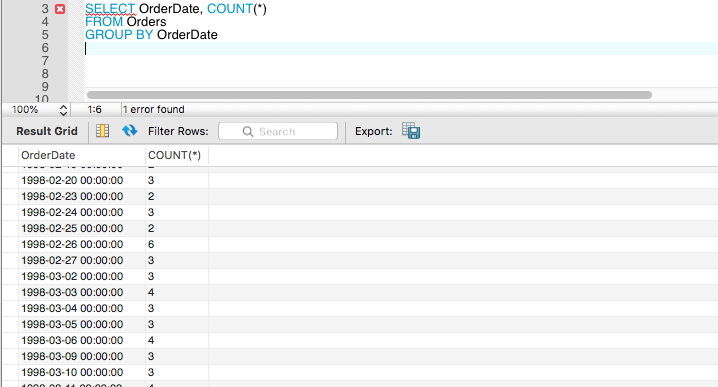 3 SELECT OrderDate, COUNT(*)
4 FROM Orders
5 GROUP BY OrderDate
6
7
8
9
10
100% 1:6 1 error found
Result Grid Filter Rows: Search Export:
OrderDate COUNT(*)
1998-02-20 00:00:00 3
1998-02-23 00:00:00 2
1998-02-24 00:00:00 3
1998-02-25 00:00:00 2
1998-02-26 00:00:00 6
1998-02-27 00:00:00 3
1998-03-02 00:00:00 3
1998-03-03 00:00:00 4
1998-03-04 00:00:00 3
1998-03-05 00:00:00 3
1998-03-06 00:00:00 4
1998-03-09 00:00:00 3
1998-03-10 00:00:00 3